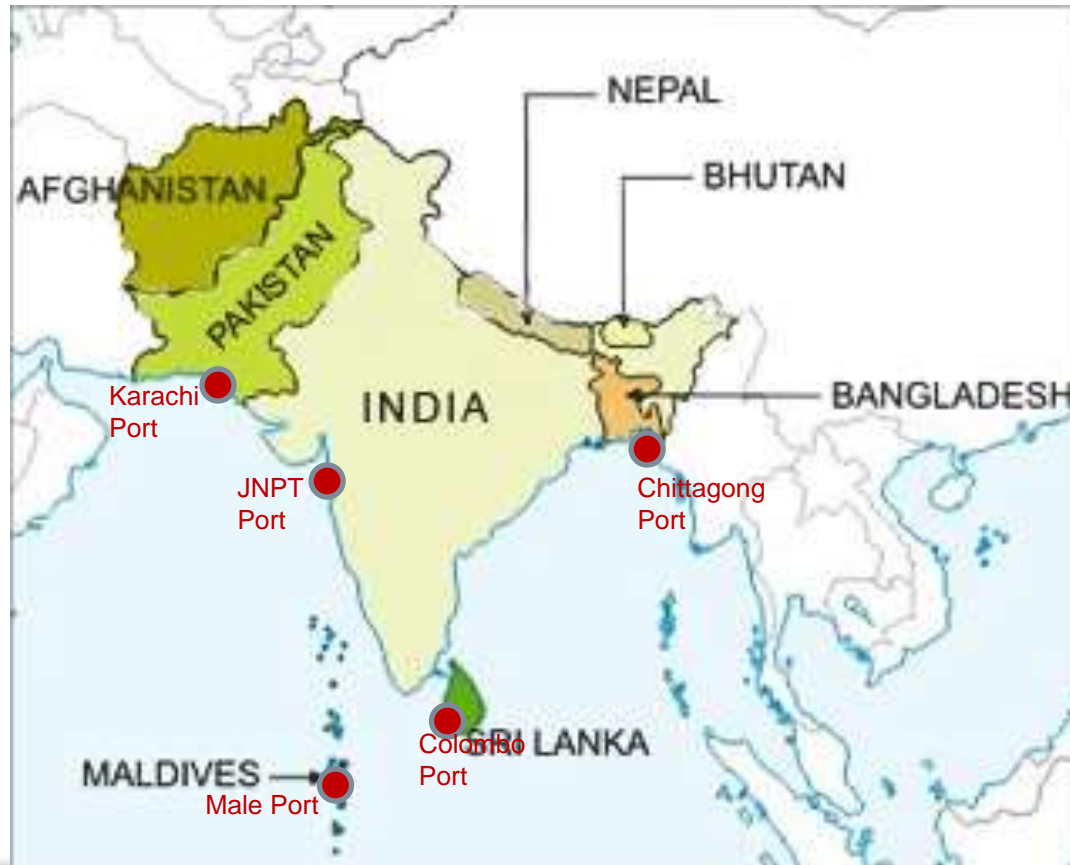 NEPAL
BHUTAN
AFGHANISTAN
PAKISTAN
INDIA
BANGLADESH
Karachi
Port
JNPT
Port
Chittagong
Port
SRI LANKA
Colombo
Port
MALDIVES
Male Port